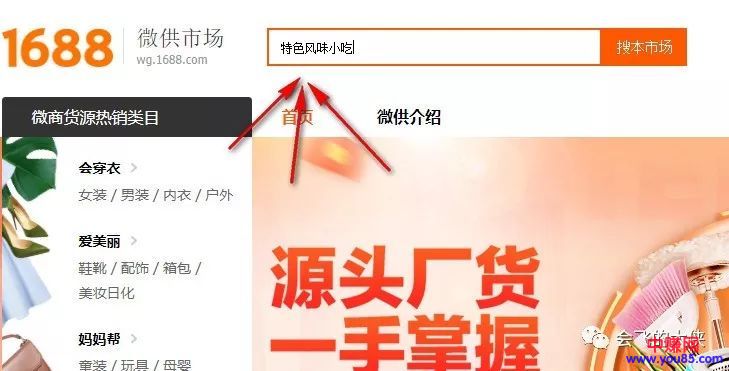 1688 微供市场
wg.1688.com
特色风味小吃
搜本市场
微商货源热销类目
首页
微供介绍
会穿衣
女装 / 男装 / 内衣 / 户外
爱美丽
鞋靴 / 配饰 / 箱包 /
美妆日化
妈妈帮
童装 / 玩具 / 母婴
源头厂货
一手掌握
会飞的大侠
中赚网
www.you85.com